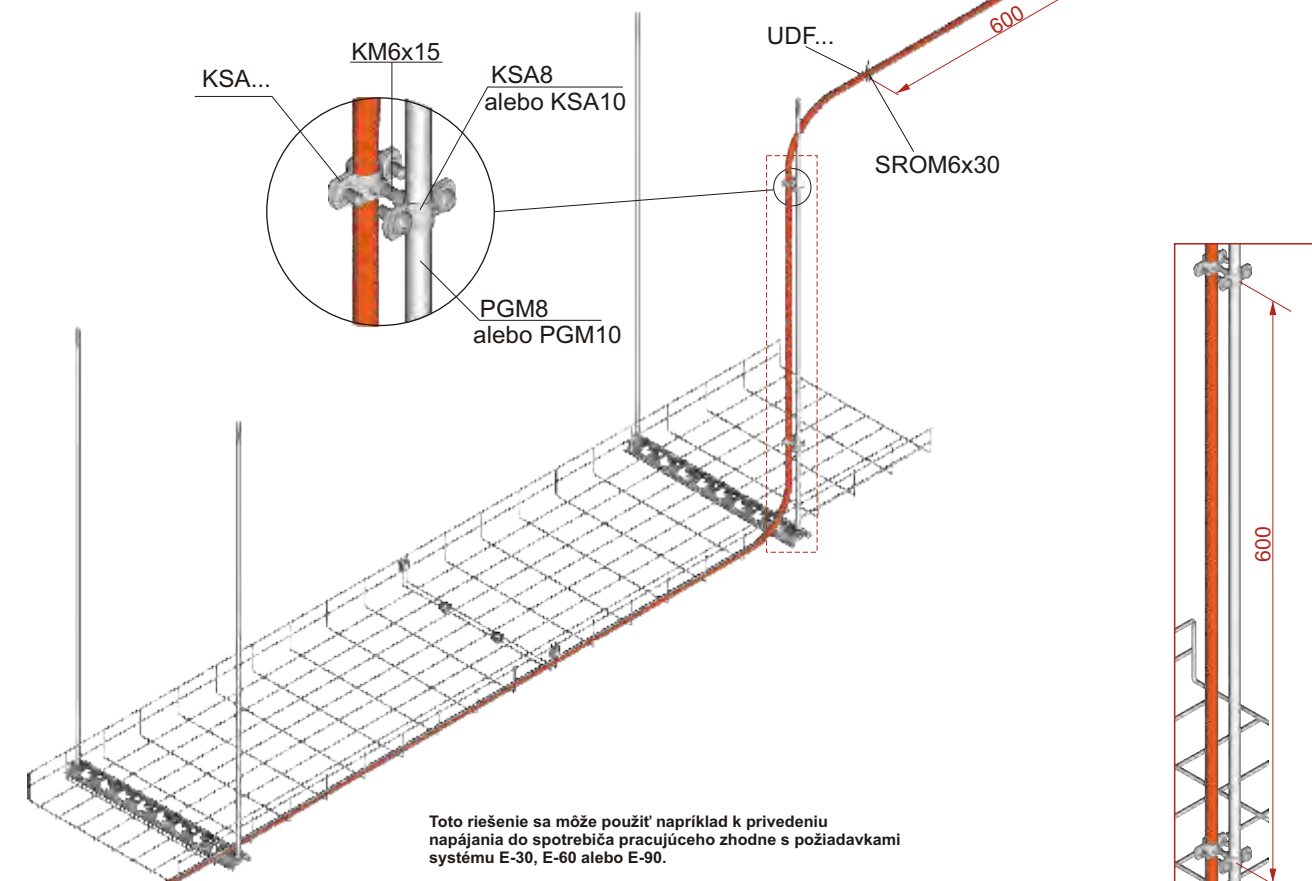 600
UDF...
KM6x15
KSA...
KSA8
alebo KSA10
SROM6x30
PGM8
alebo PGM10
600
Toto riešenie sa môže použiť napríklad k privedeniu
napájania do spotrebiča pracujúceho zhodne s požiadavkami
systému E-30, E-60 alebo E-90.